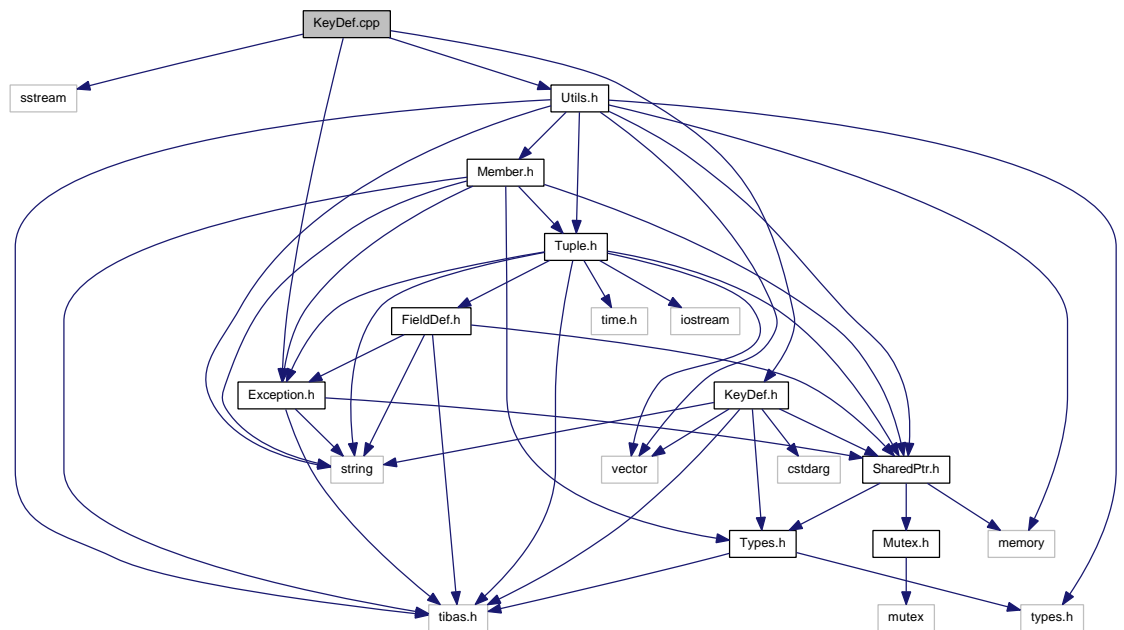 KeyDef.cpp
sstream
Utils.h
Member.h
Tuple.h
FieldDef.h
time.h
iostream
Exception.h
KeyDef.h
string
vector
cstdarg
SharedPtr.h
Types.h
Mutex.h
memory
tibas.h
mutex
types.h